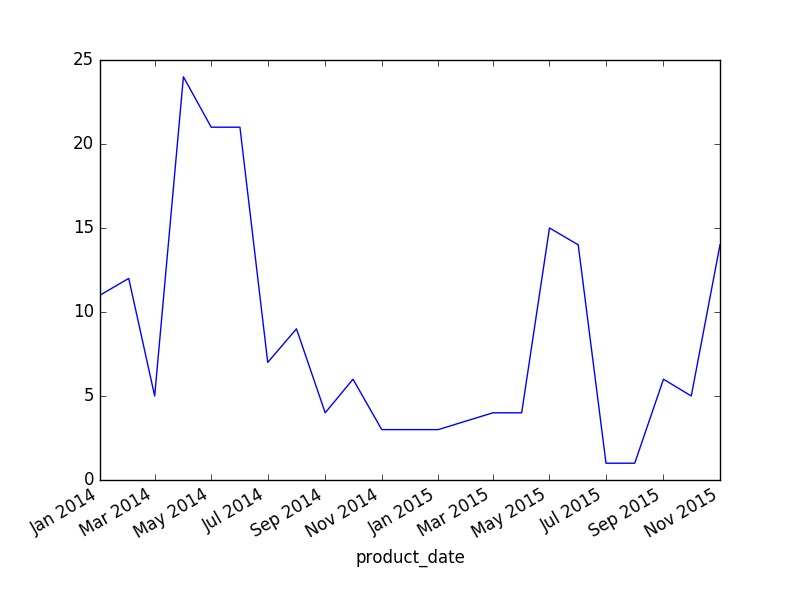 25
20
15
10
5
0
Jan 2014
Mar 2014
May 2014
Jul 2014
Sep 2014
Nov 2014
Jan 2015
Mar 2015
May 2015
Jul 2015
Sep 2015
Nov 2015
product_date